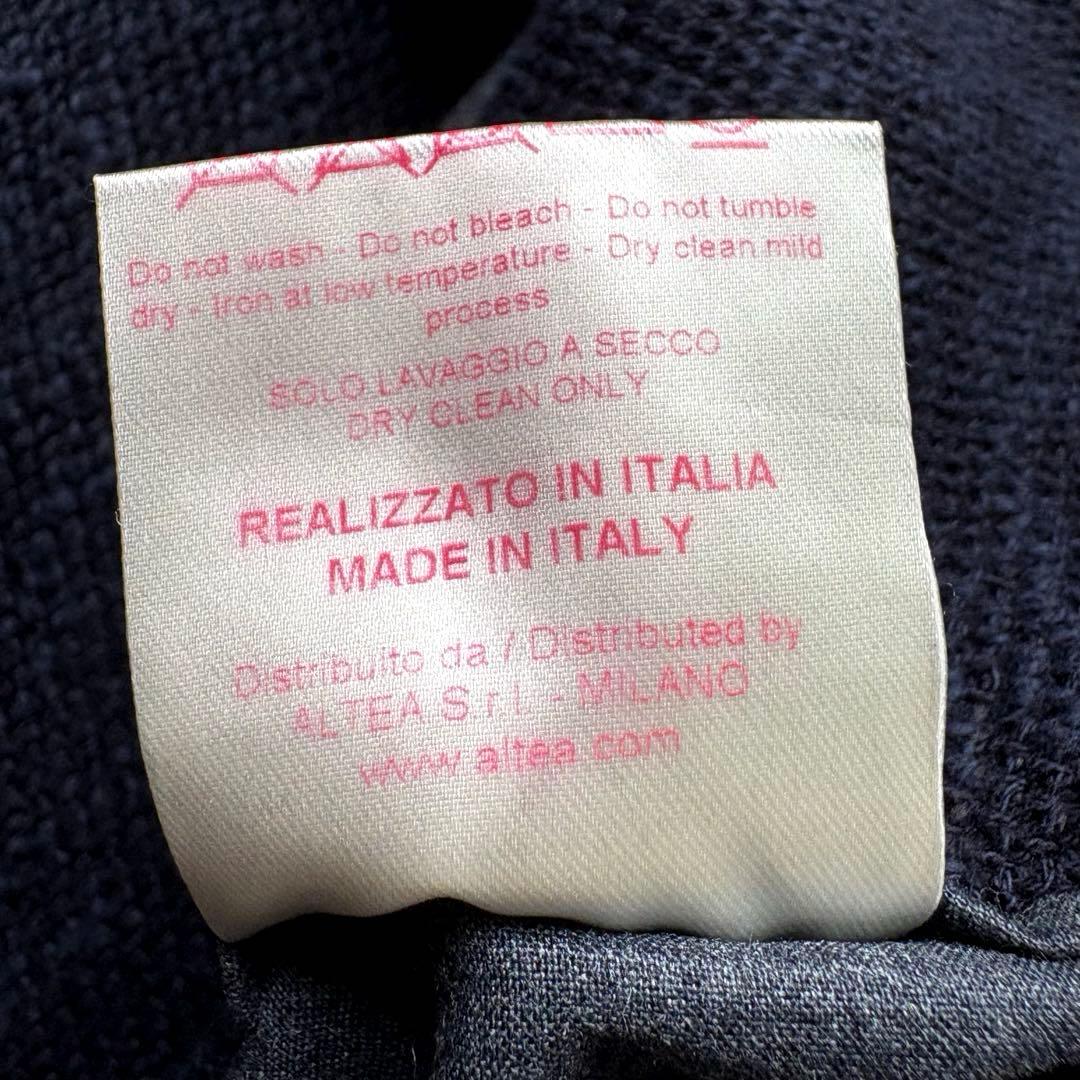 Do not wash - Do not bleach - Do not tumble
dry - Iron at low temperature - Dry clean mild
process
SOLO LAVAGGIO A SECCO
DRY CLEAN ONLY
REALIZZATO IN ITALIA
MADE IN ITALY
Distribuito da / Distributed by
ALTEA S.r.l. - MILANO
www.altea.com